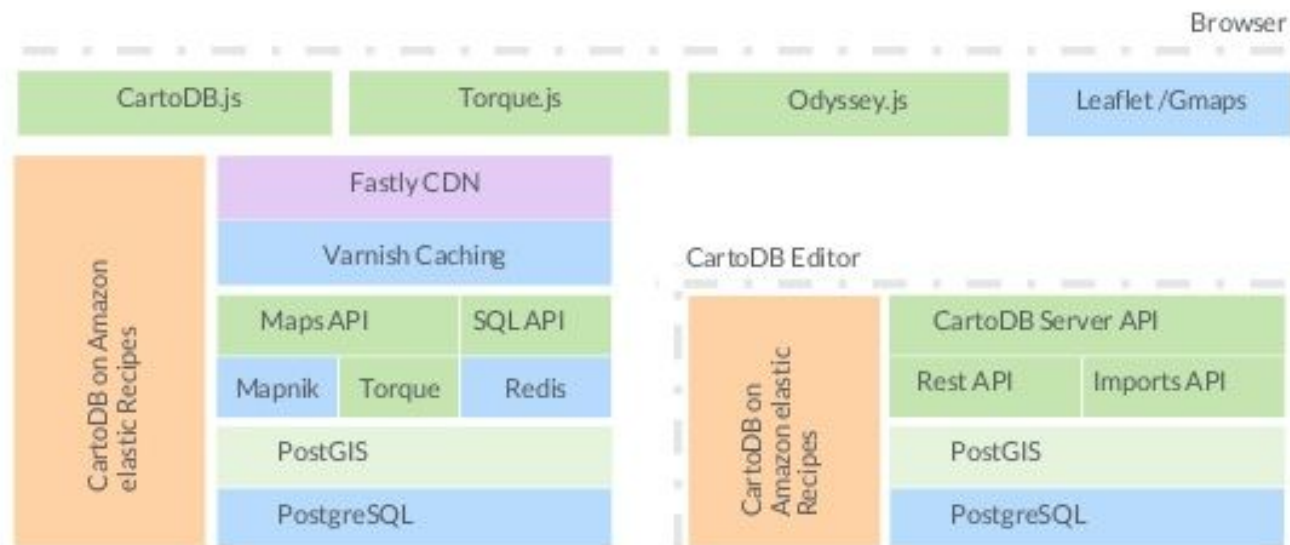 Browser
CartoDB.js
Torque.js
Odyssey.js
Leaflet /Gmaps
CartoDB on Amazon
elastic Recipes
Fastly CDN
Varnish Caching
Maps API
SQL API
Mapnik
Torque
Redis
PostGIS
PostgreSQL
CartoDB Editor
CartoDB on
Amazon elastic
Recipes
CartoDB Server API
Rest API
Imports API
PostGIS
PostgreSQL